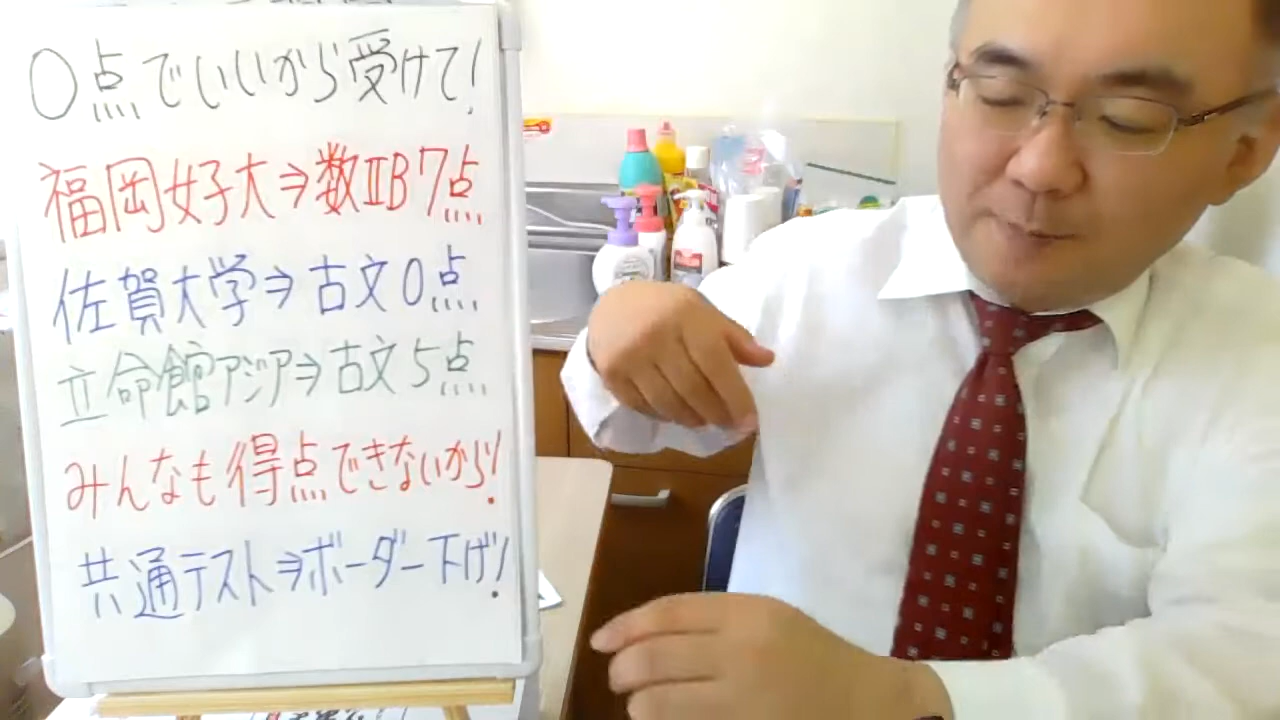 0点でいいから受けて!
福岡女子大⇒数ⅡB7点
佐賀大学⇒古文0点
立命館アジア⇒古文5点
みんなも得点できないから!
共通テスト⇒ボーダー下げ!